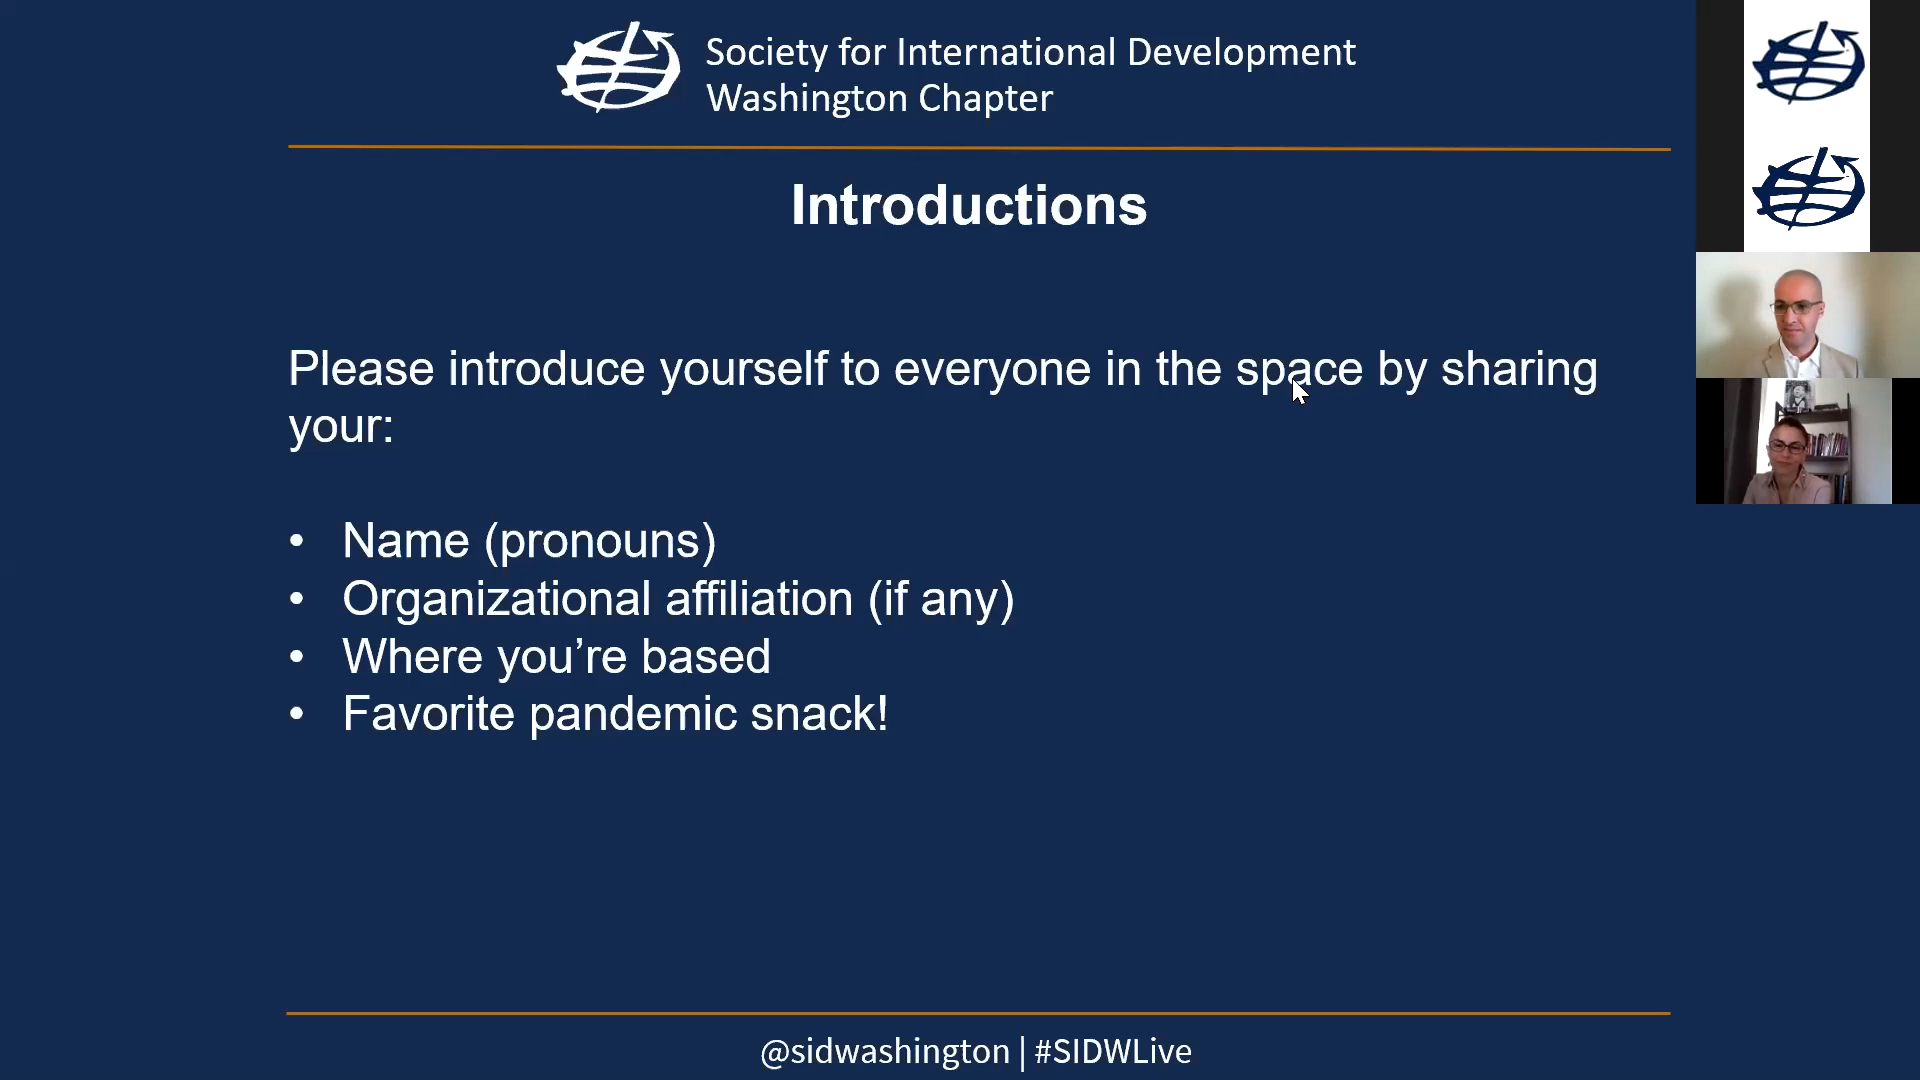 Society for International Development
Washington Chapter
Introductions
Please introduce yourself to everyone in the space by sharing
your:
• Name (pronouns)
• Organizational affiliation (if any)
• Where you’re based
• Favorite pandemic snack!
@sidwashington | #SIDWLive